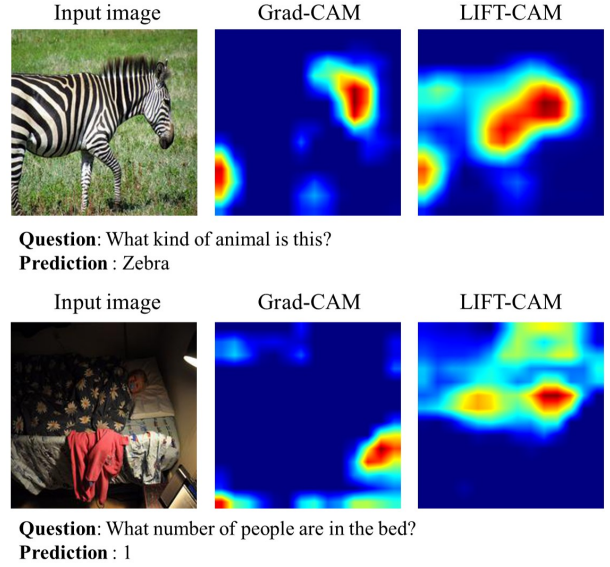 Input image Grad-CAM LIFT-CAM
Question: What kind of animal is this?
Prediction : Zebra
Input image Grad-CAM LIFT-CAM
Question: What number of people are in the bed?
Prediction : 1